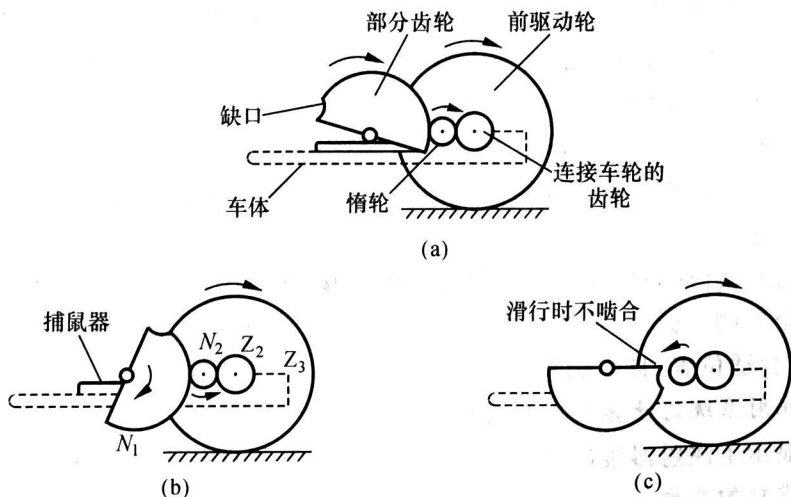 部分齿轮
前驱动轮
缺口
车体
惰轮
连接车轮的
齿轮
(a)
捕鼠器
N₂
Z₂
Z₃
N₁
(b)
滑行时不啮合
(c)